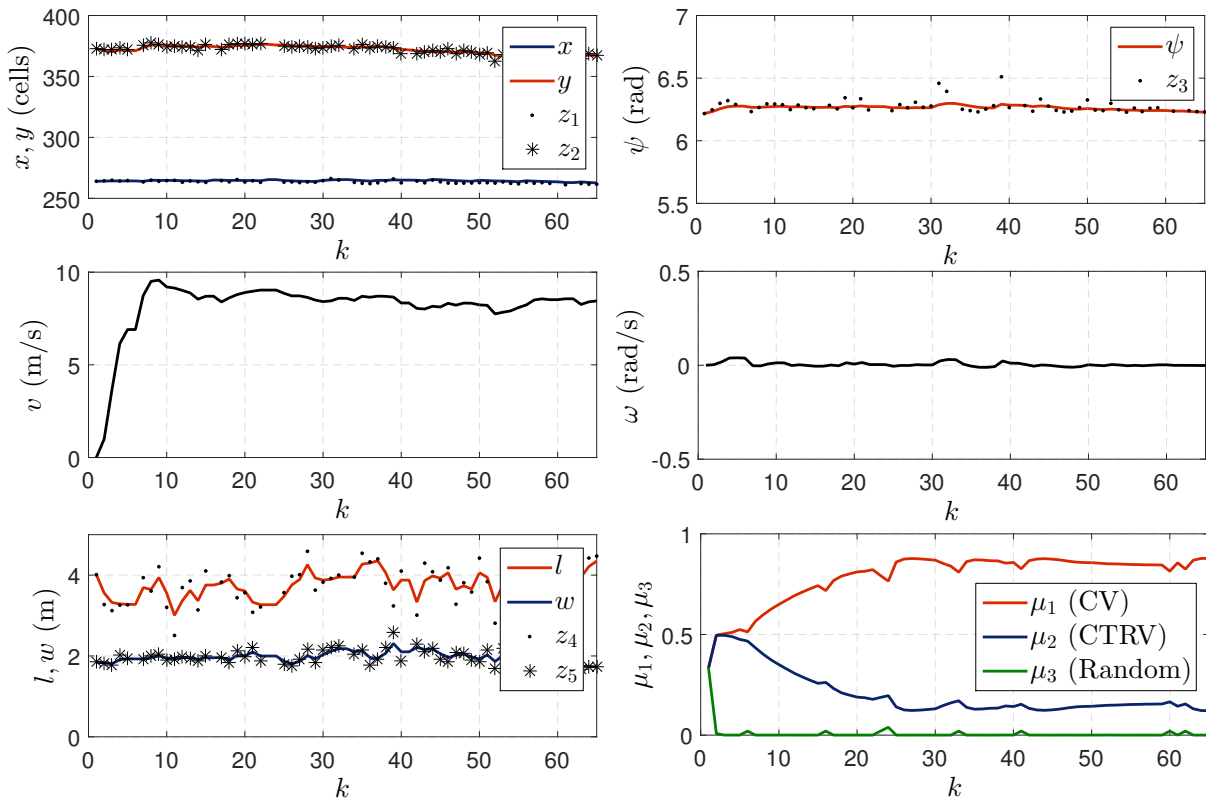 400
350
300
250
0 10 20 30 40 50 60
x, y (cells)
k
x
y
z₁
z₂
7
6.5
6
5.5
0 10 20 30 40 50 60
ψ (rad)
k
ψ
z₃
10
5
0
0 10 20 30 40 50 60
v (m/s)
k
0.5
0
-0.5
0 10 20 30 40 50 60
ω (rad/s)
k
4
2
0
0 10 20 30 40 50 60
l, w (m)
k
l
w
z₄
z₅
1
0.5
0
0 10 20 30 40 50 60
μ₁, μ₂, μ₃
k
μ₁ (CV)
μ₂ (CTRV)
μ₃ (Random)